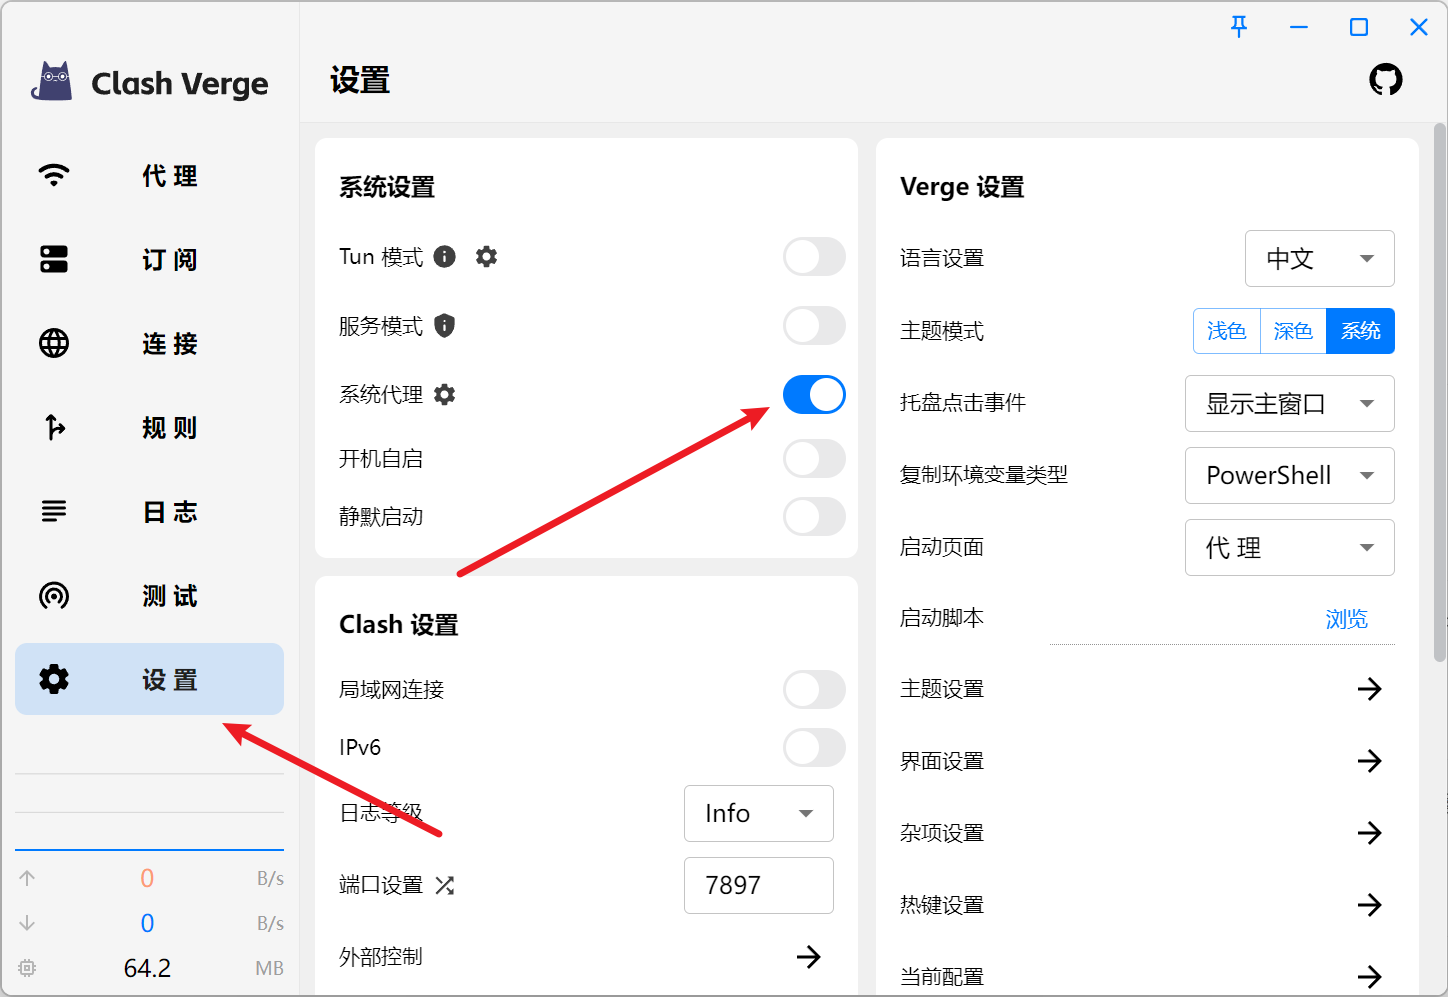 Clash Verge
代 理
订 阅
连 接
规 则
日 志
测 试
设 置
0 B/s
0 B/s
64.2 MB
设置
系统设置
Tun 模式
服务模式
系统代理
开机自启
静默启动
Clash 设置
局域网连接
IPv6
日志等级 Info
端口设置 7897
外部控制
Verge 设置
语言设置 中文
主题模式 浅色 深色 系统
托盘点击事件 显示主窗口
复制环境变量类型 PowerShell
启动页面 代 理
启动脚本 浏览
主题设置
界面设置
杂项设置
热键设置
当前配置